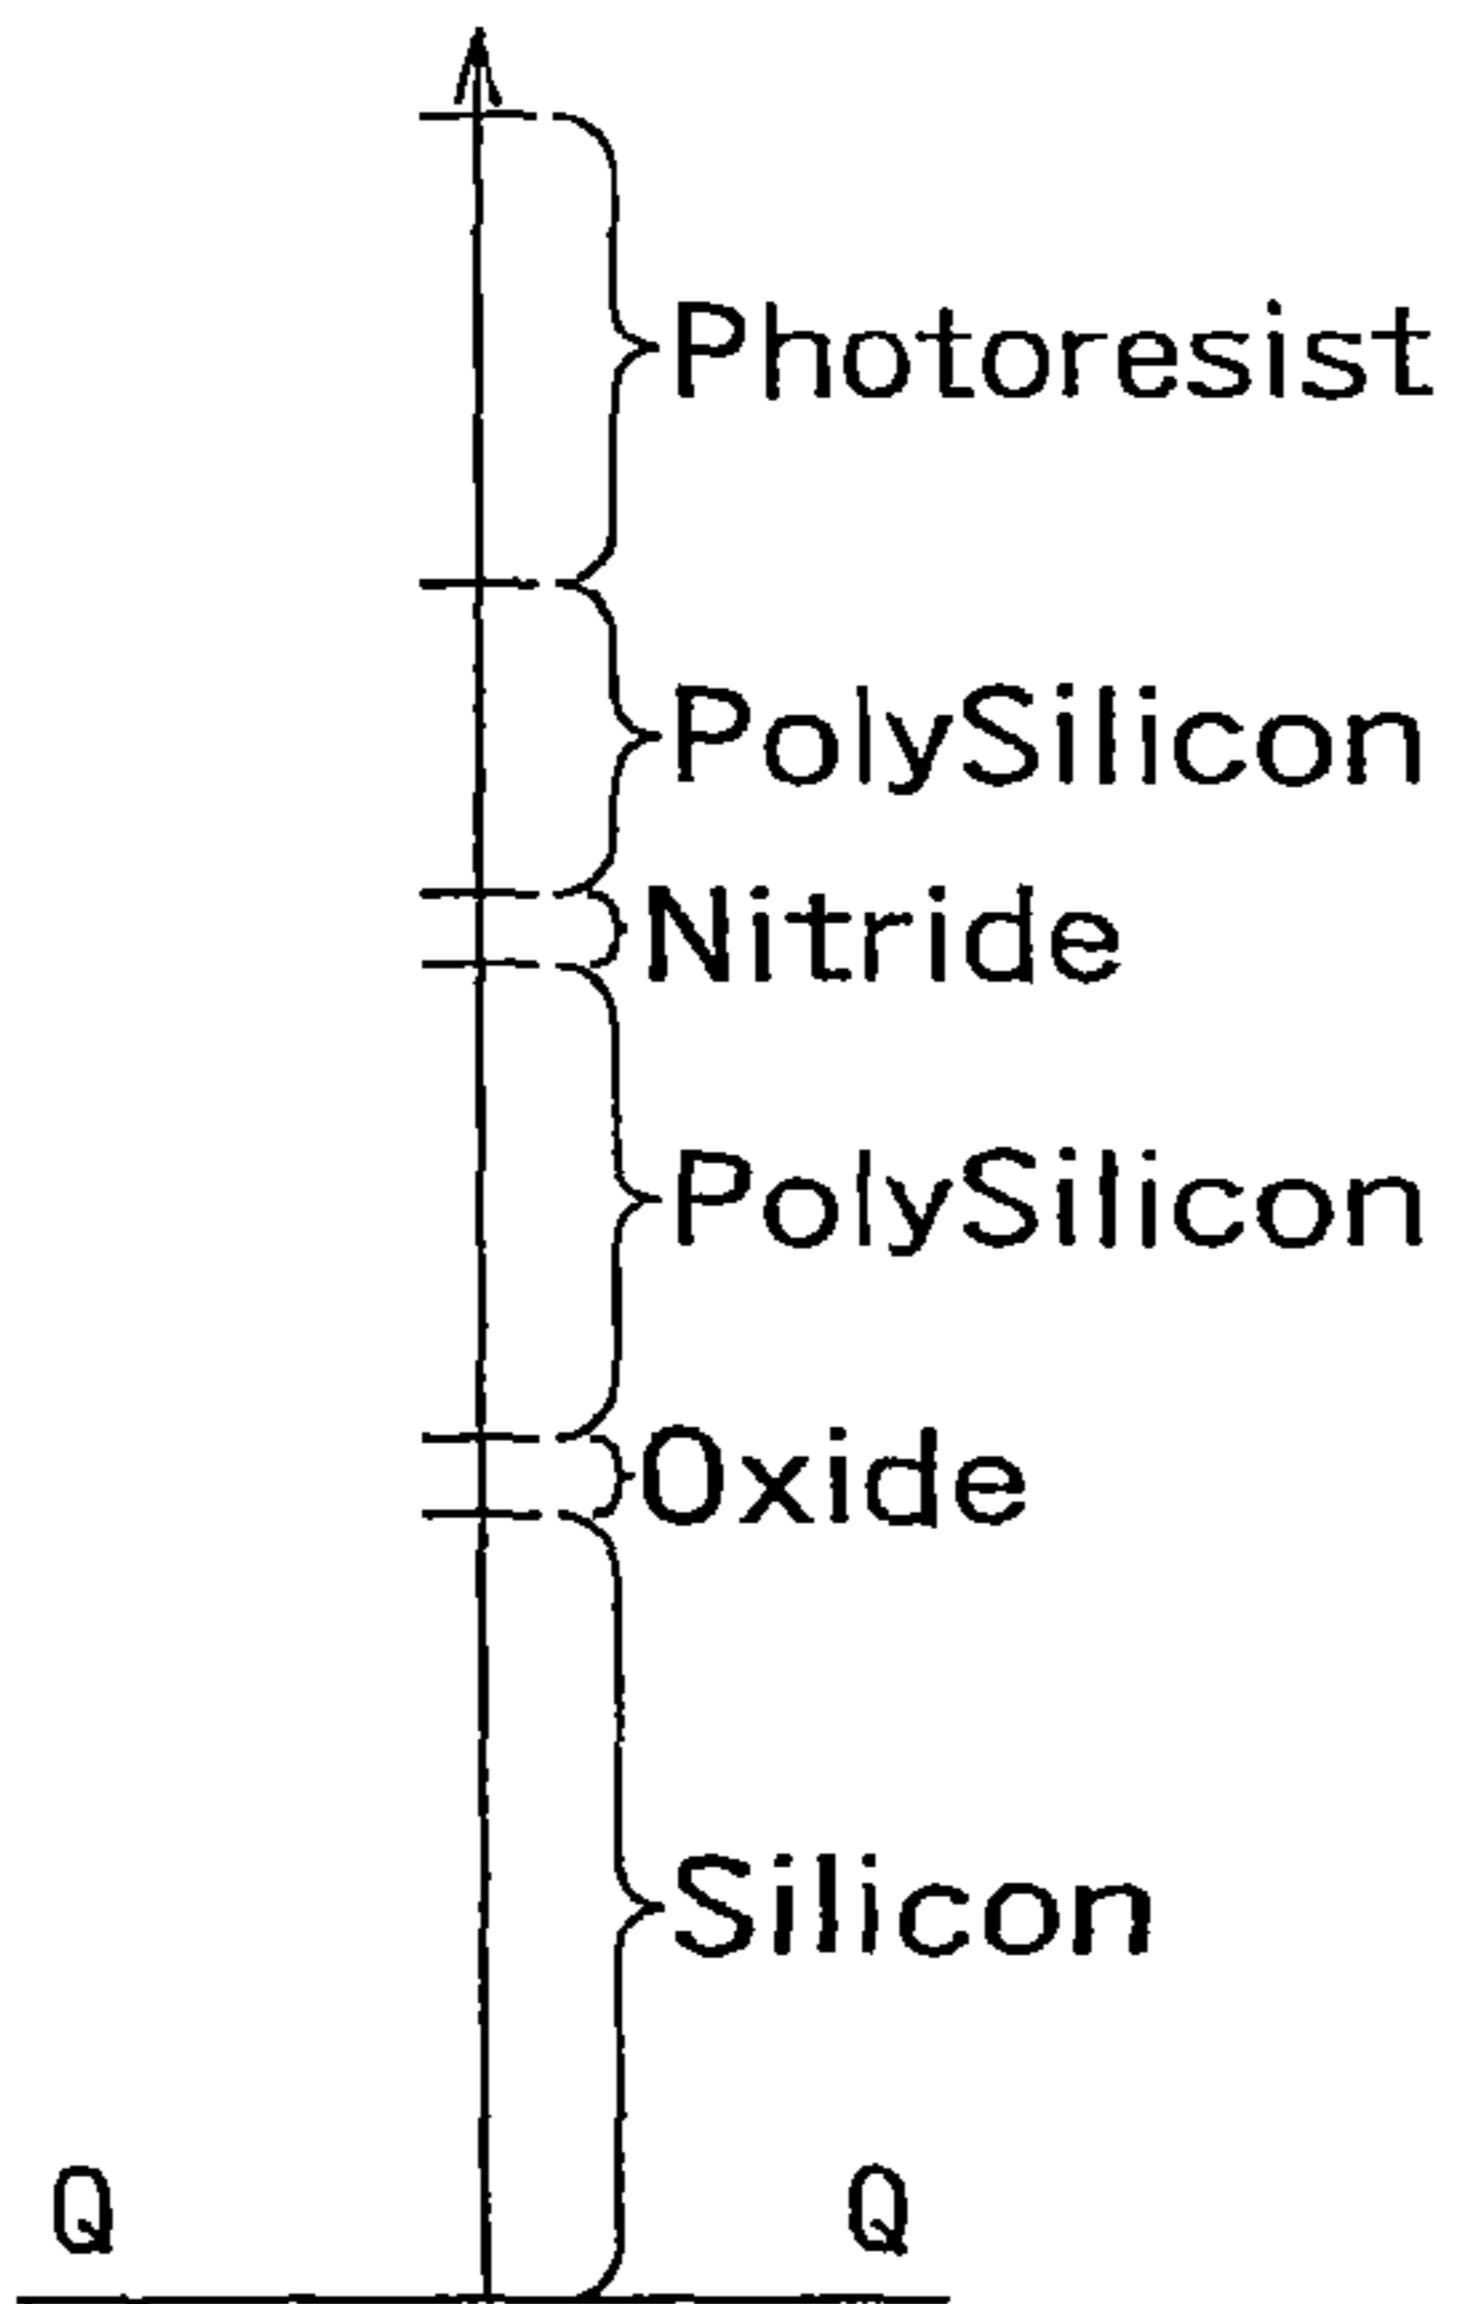 Photoresist
PolySilicon
Nitride
PolySilicon
Oxide
Silicon
Q Q